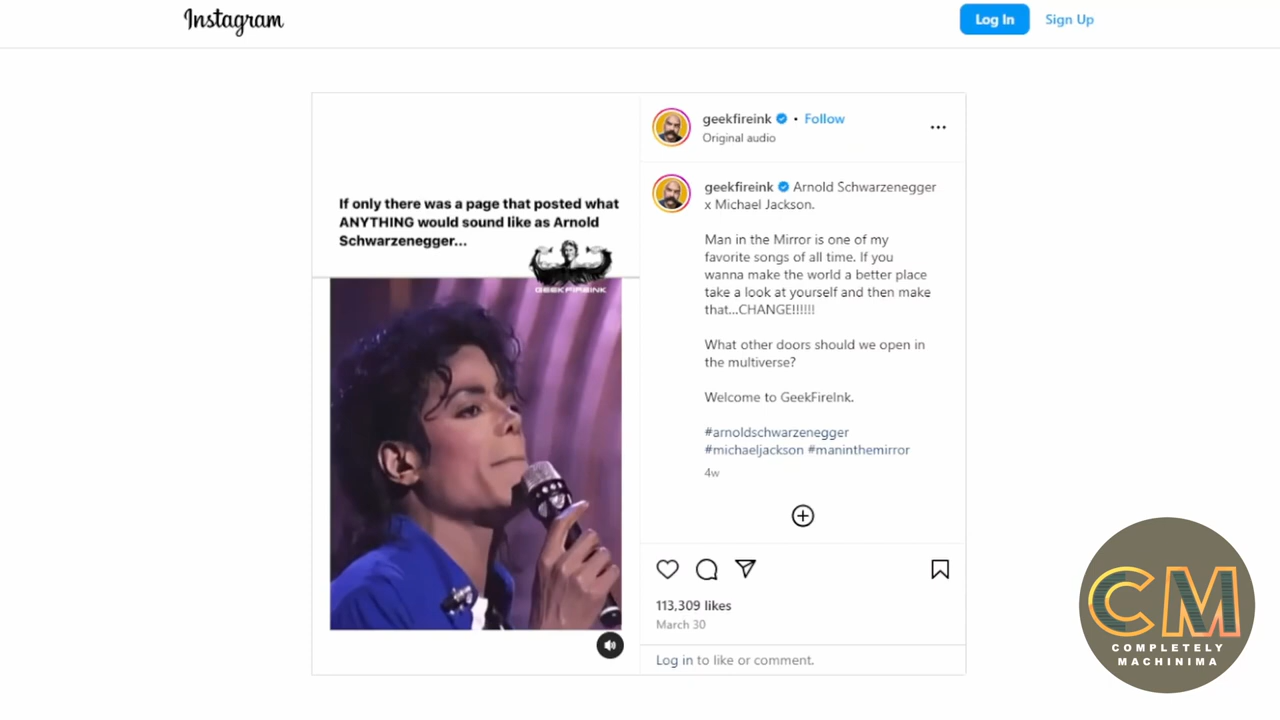 Instagram
Log In
Sign Up
If only there was a page that posted what
ANYTHING would sound like as Arnold
Schwarzenegger...
GEEKFIREINK
geekfireink • Follow
Original audio
geekfireink Arnold Schwarzenegger
x Michael Jackson.
Man in the Mirror is one of my
favorite songs of all time. If you
wanna make the world a better place
take a look at yourself and then make
that...CHANGE!!!!!!
What other doors should we open in
the multiverse?
Welcome to GeekFireInk.
#arnoldschwarzenegger
#michaeljackson #maninthemirror
4w
113,309 likes
March 30
Log in to like or comment.
CM
COMPLETELY
MACHINIMA